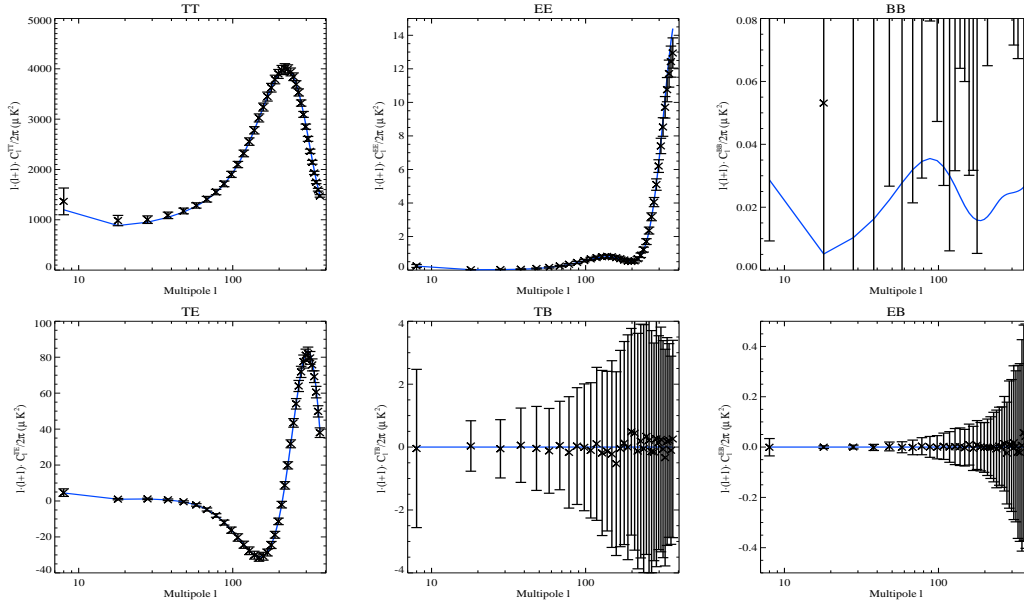 TT
5000
4000
3000
2000
1000
0
l·(l+1)· C_l^TT/2π (μ K²)
10
100
Multipole l
EE
14
12
10
8
6
4
2
0
l·(l+1)· C_l^EE/2π (μ K²)
10
100
Multipole l
BB
0.08
0.06
0.04
0.02
0.00
l·(l+1)· C_l^BB/2π (μ K²)
10
100
Multipole l
TE
100
80
60
40
20
0
-20
-40
l·(l+1)· C_l^TE/2π (μ K²)
10
100
Multipole l
TB
4
2
0
-2
-4
l·(l+1)· C_l^TB/2π (μ K²)
10
100
Multipole l
EB
0.4
0.2
0.0
-0.2
-0.4
l·(l+1)· C_l^EB/2π (μ K²)
10
100
Multipole l